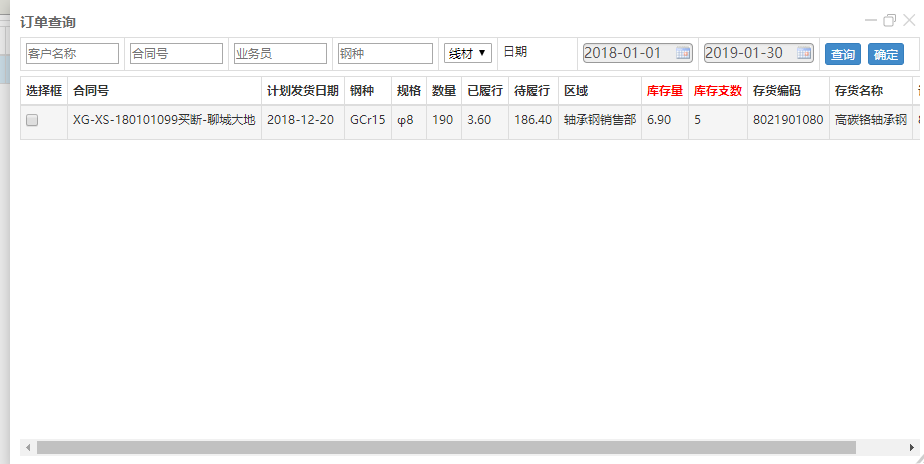 订单查询
客户名称 合同号 业务员 钢种 线材 日期 2018-01-01 2019-01-30 查询 确定
选择框 合同号 计划发货日期 钢种 规格 数量 已履行 待履行 区域 库存量 库存支数 存货编码 存货名称
XG-XS-180101099买断-聊城大地 2018-12-20 GCr15 φ8 190 3.60 186.40 轴承钢销售部 6.90 5 8021901080 高碳铬轴承钢